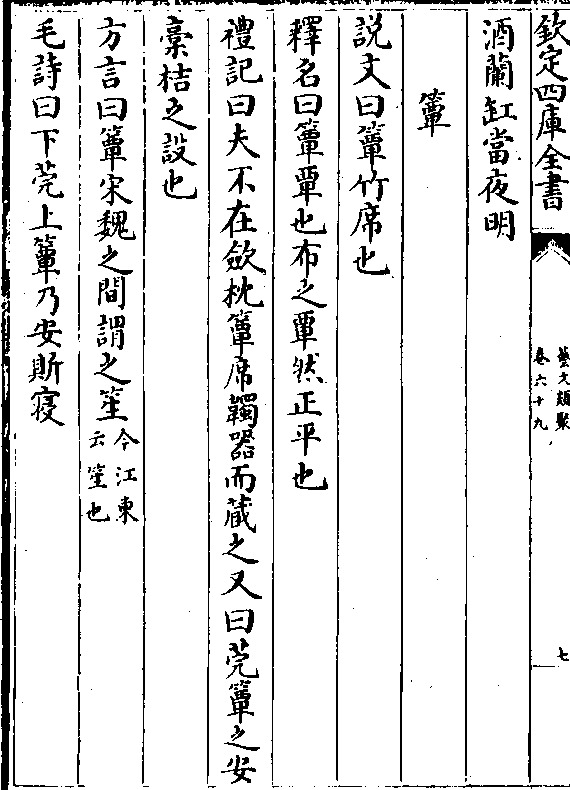 欽定四庫全書
藝文類聚
卷六十九
七
酒闌缸當夜明
簟
説文曰簟竹席也
釋名曰簟覃也布之覃然正平也
禮記曰夫不在斂枕簟席韣器而藏之又曰莞簟之安
稾桔之設也
方言曰簟宋魏之間謂之笙今江東云笙也
毛詩曰下莞上簟乃安斯寢